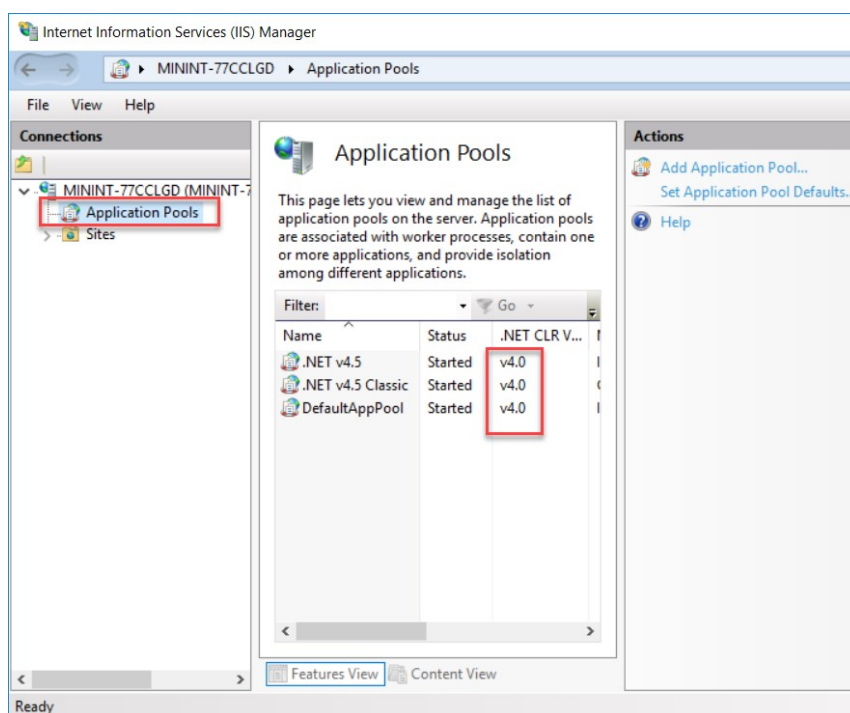 Internet Information Services (IIS) Manager
MININT-77CCLGD Application Pools
File View Help
Connections
MININT-77CCLGD (MININT-7
Application Pools
Sites
Application Pools
This page lets you view and manage the list of
application pools on the server. Application pools
are associated with worker processes, contain one
or more applications, and provide isolation
among different applications.
Filter: Go
Name Status .NET CLR V...
.NET v4.5 Started v4.0
.NET v4.5 Classic Started v4.0
DefaultAppPool Started v4.0
Features View Content View
Actions
Add Application Pool...
Set Application Pool Defaults..
Help
Ready